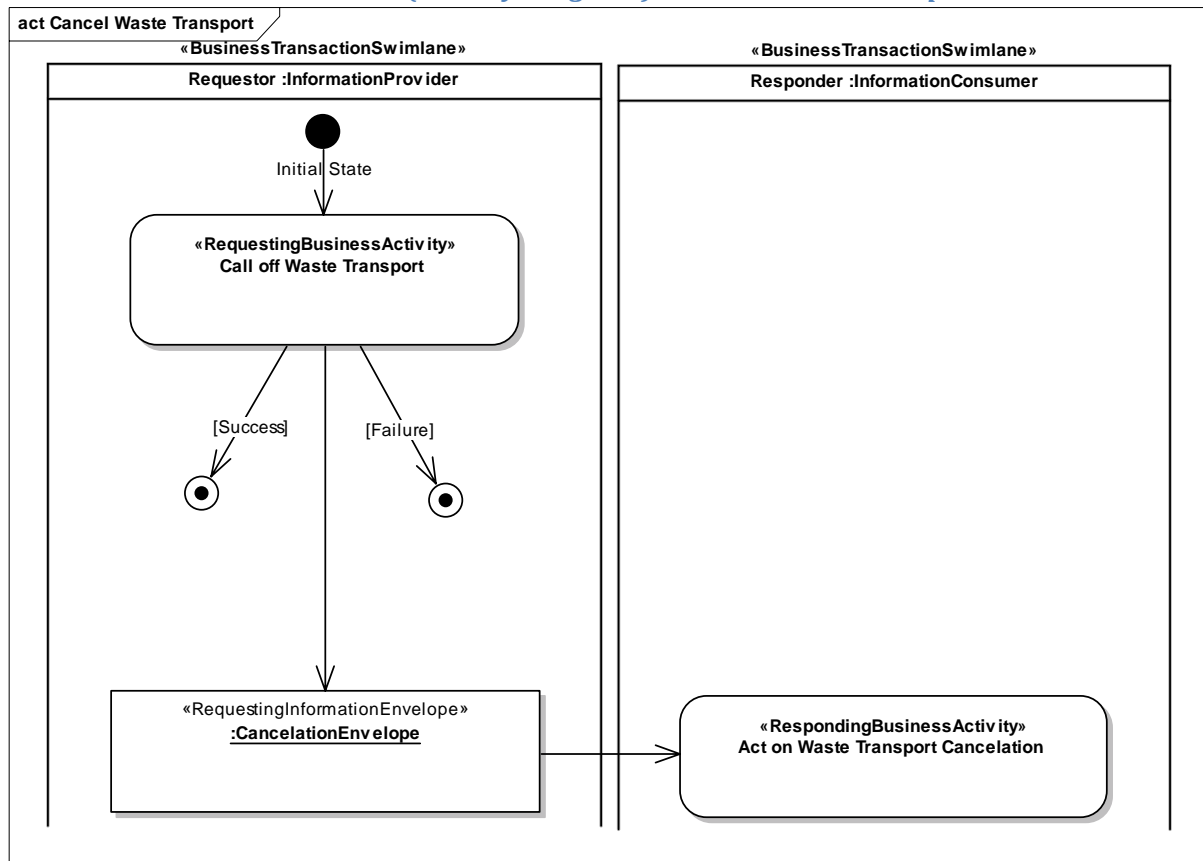 act Cancel Waste Transport
«BusinessTransactionSwimlane»
«BusinessTransactionSwimlane»
Requestor :InformationProvider
Responder :InformationConsumer
Initial State
«RequestingBusinessActivity»
Call off Waste Transport
[Success]
[Failure]
«RequestingInformationEnvelope»
:CancelationEnvelope
«RespondingBusinessActivity»
Act on Waste Transport Cancelation